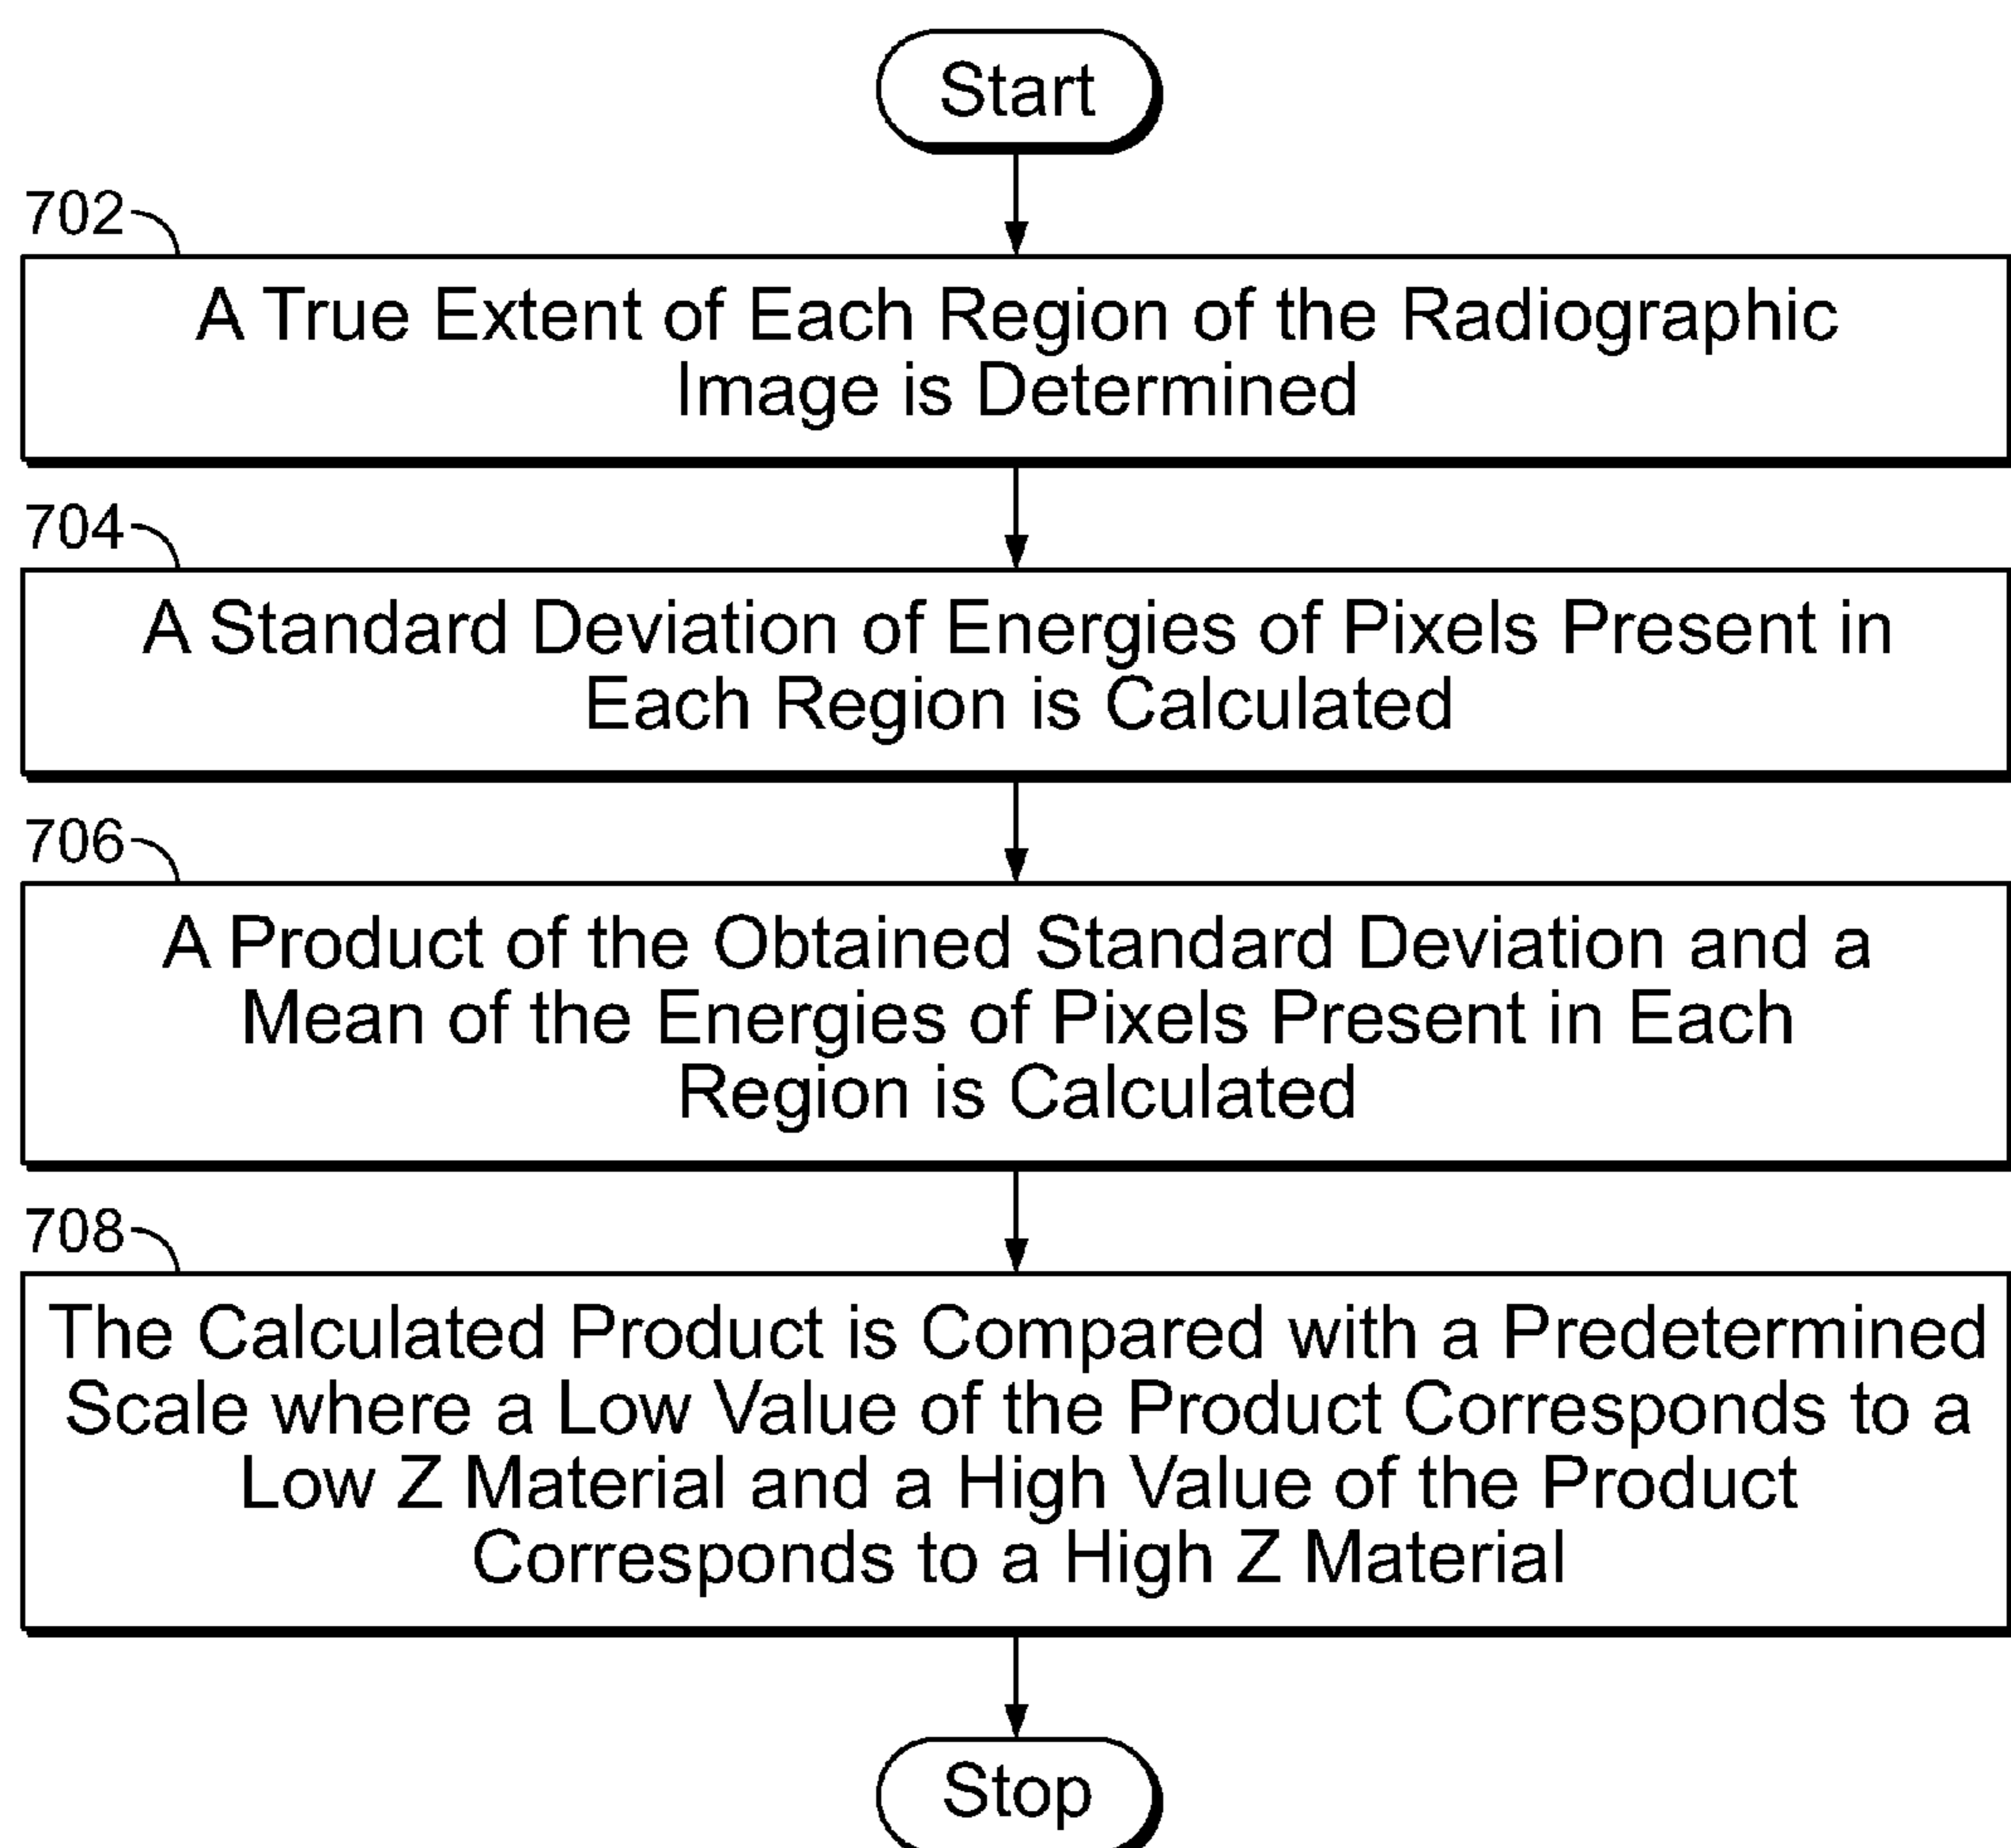 Start
702
A True Extent of Each Region of the Radiographic
Image is Determined
704
A Standard Deviation of Energies of Pixels Present in
Each Region is Calculated
706
A Product of the Obtained Standard Deviation and a
Mean of the Energies of Pixels Present in Each
Region is Calculated
708
The Calculated Product is Compared with a Predetermined
Scale where a Low Value of the Product Corresponds to a
Low Z Material and a High Value of the Product
Corresponds to a High Z Material
Stop